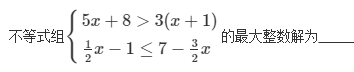 不等式组{5x + 8 > 3(x + 1)
½x − 1 ≤ 7 − 3/2x 的最大整数解为_____